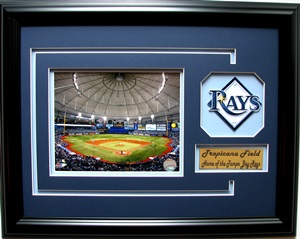 RAYS
Tropicana Field
Home of the Tampa Bay Rays